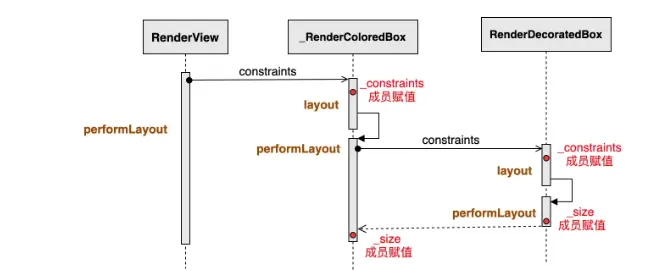 RenderView
_RenderColoredBox
RenderDecoratedBox
constraints
_constraints
成员赋值
layout
performLayout
performLayout
constraints
_constraints
成员赋值
layout
performLayout
_size
成员赋值
_size
成员赋值